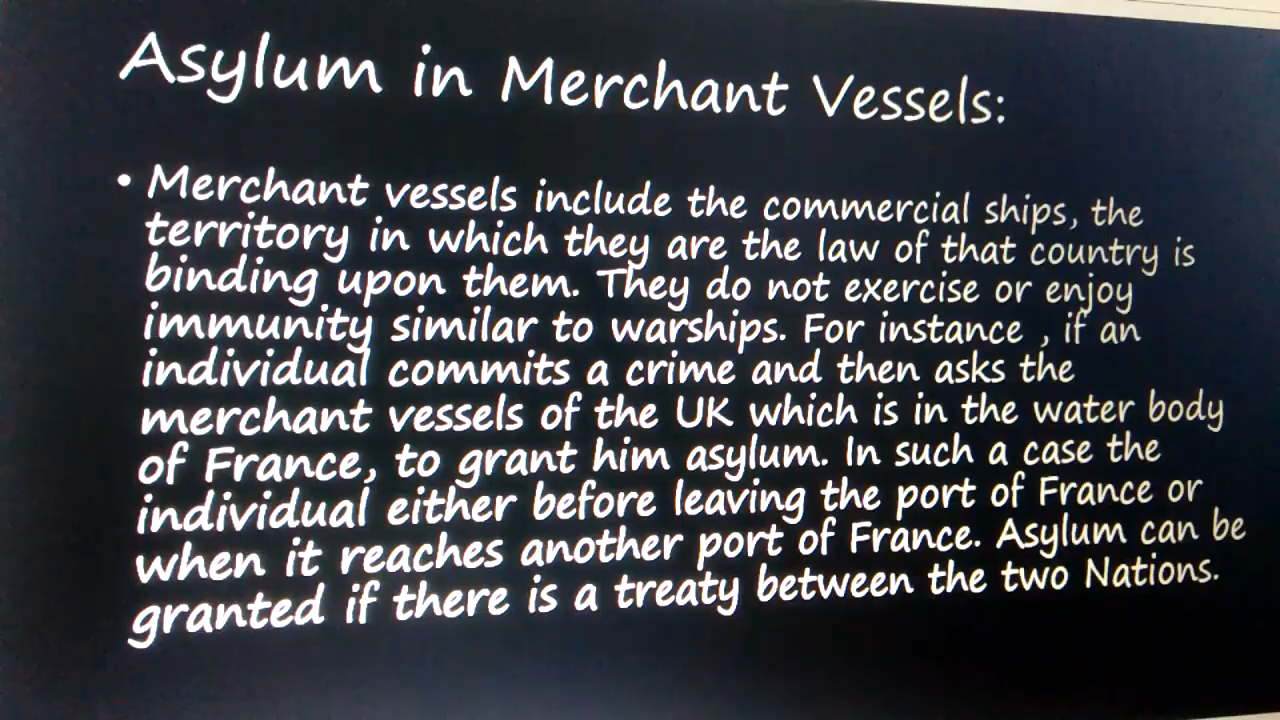 Asylum in Merchant Vessels:
• Merchant vessels include the commercial ships, the
territory in which they are the law of that country is
binding upon them. They do not exercise or enjoy
immunity similar to warships. For instance , if an
individual commits a crime and then asks the
merchant vessels of the UK which is in the water body
of France, to grant him asylum. In such a case the
individual either before leaving the port of France or
when it reaches another port of France. Asylum can be
granted if there is a treaty between the two Nations.